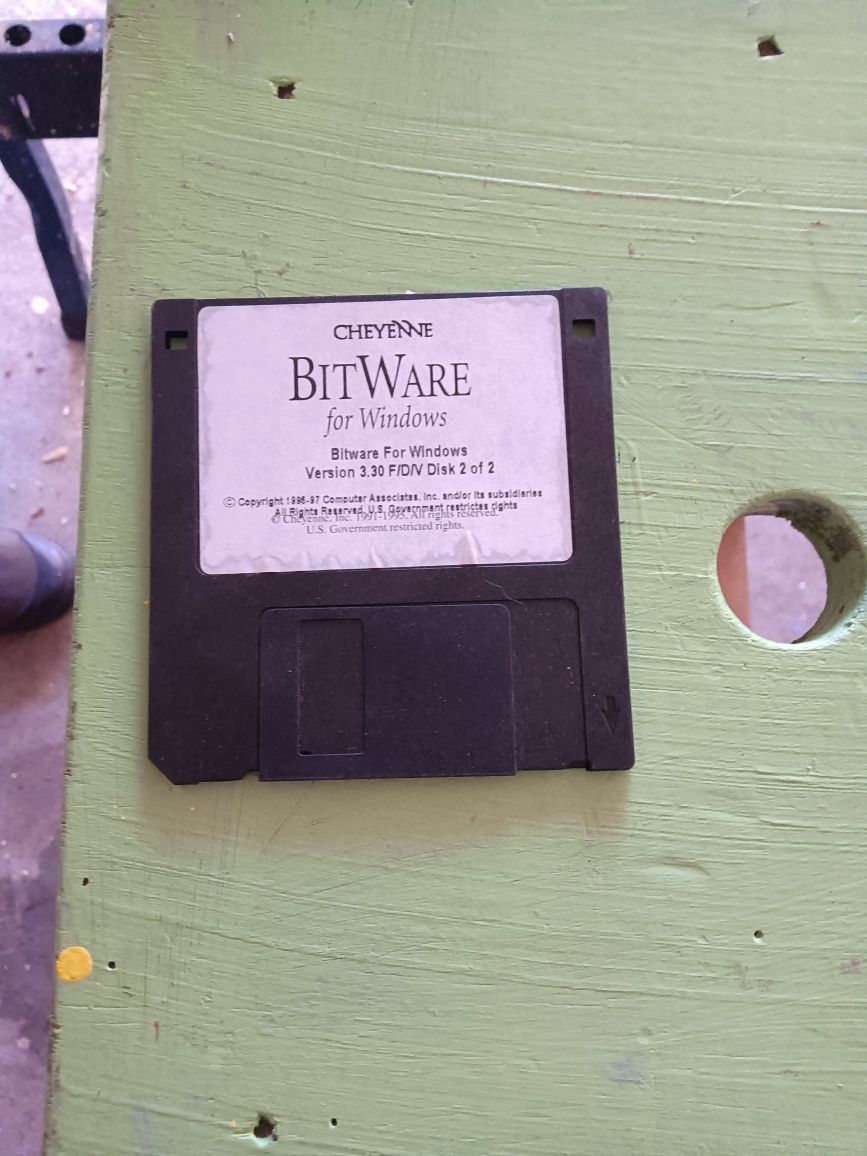 CHEYENNE
BITWARE
for Windows
Bitware For Windows
Version 3.30 F/D/V Disk 2 of 2
© Copyright 1996-97 Computer Associates, Inc. and/or its subsidiaries
All Rights Reserved. U.S. Government restrictes rights
© Cheyenne, Inc. 1991-1995. All rights reserved.
U.S. Government restricted rights.